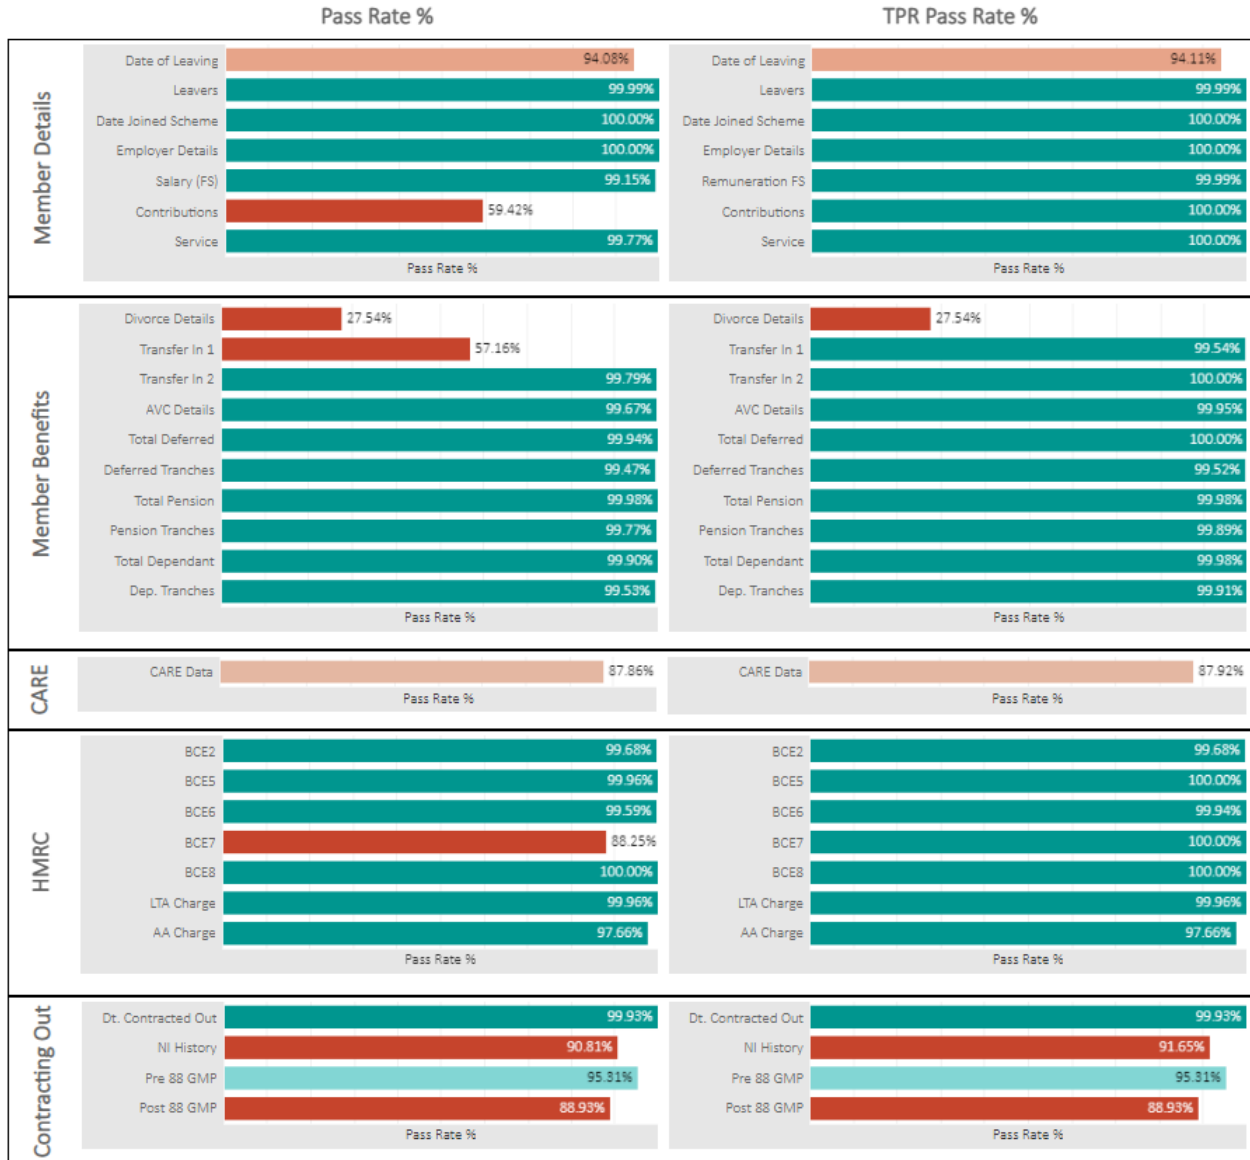 Pass Rate %
TPR Pass Rate %
Member Details
Date of Leaving 94.08%
Leavers 99.99%
Date Joined Scheme 100.00%
Employer Details 100.00%
Salary (FS) 99.15%
Contributions 59.42%
Service 99.77%
Pass Rate %
Date of Leaving 94.11%
Leavers 99.99%
Date Joined Scheme 100.00%
Employer Details 100.00%
Remuneration FS 99.99%
Contributions 100.00%
Service 100.00%
Pass Rate %
Member Benefits
Divorce Details 27.54%
Transfer In 1 57.16%
Transfer In 2 99.79%
AVC Details 99.67%
Total Deferred 99.94%
Deferred Tranches 99.47%
Total Pension 99.98%
Pension Tranches 99.77%
Total Dependant 99.90%
Dep. Tranches 99.53%
Pass Rate %
Divorce Details 27.54%
Transfer In 1 99.54%
Transfer In 2 100.00%
AVC Details 99.95%
Total Deferred 100.00%
Deferred Tranches 99.52%
Total Pension 99.98%
Pension Tranches 99.89%
Total Dependant 99.98%
Dep. Tranches 99.91%
Pass Rate %
CARE
CARE Data 87.86%
Pass Rate %
CARE Data 87.92%
Pass Rate %
HMRC
BCE2 99.68%
BCE5 99.96%
BCE6 99.59%
BCE7 88.25%
BCE8 100.00%
LTA Charge 99.96%
AA Charge 97.66%
Pass Rate %
BCE2 99.68%
BCE5 100.00%
BCE6 99.94%
BCE7 100.00%
BCE8 100.00%
LTA Charge 99.96%
AA Charge 97.66%
Pass Rate %
Contracting Out
Dt. Contracted Out 99.93%
NI History 90.81%
Pre 88 GMP 95.31%
Post 88 GMP 88.93%
Pass Rate %
Dt. Contracted Out 99.93%
NI History 91.65%
Pre 88 GMP 95.31%
Post 88 GMP 88.93%
Pass Rate %